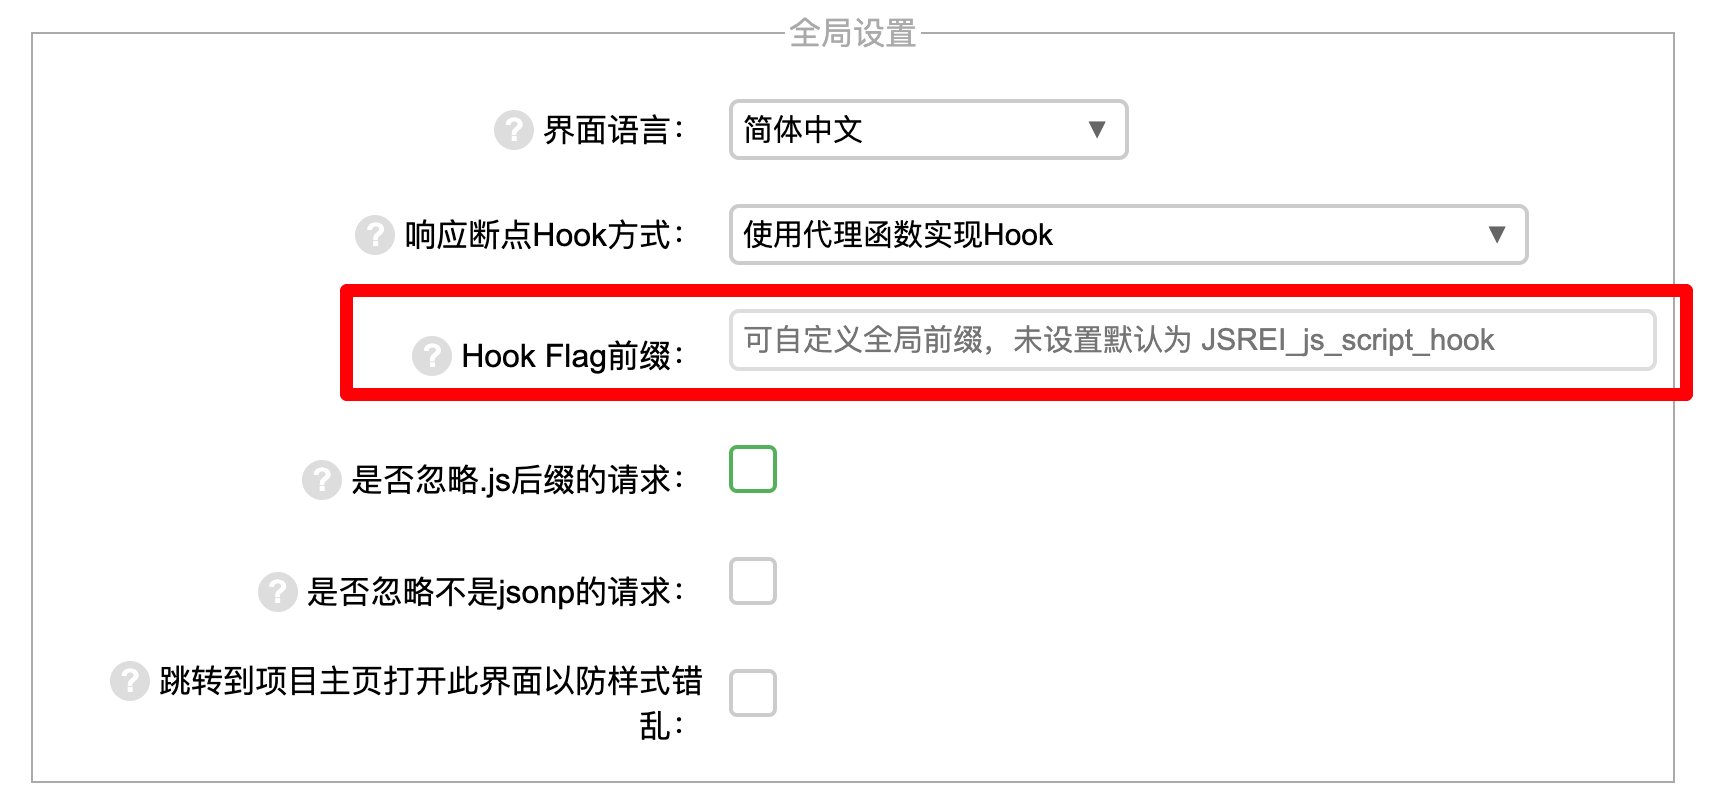 全局设置
? 界面语言： 简体中文 ▼
? 响应断点Hook方式： 使用代理函数实现Hook ▼
? Hook Flag前缀： 可自定义全局前缀，未设置默认为 JSREI_js_script_hook
? 是否忽略.js后缀的请求：
? 是否忽略不是jsonp的请求：
? 跳转到项目主页打开此界面以防样式错
乱：